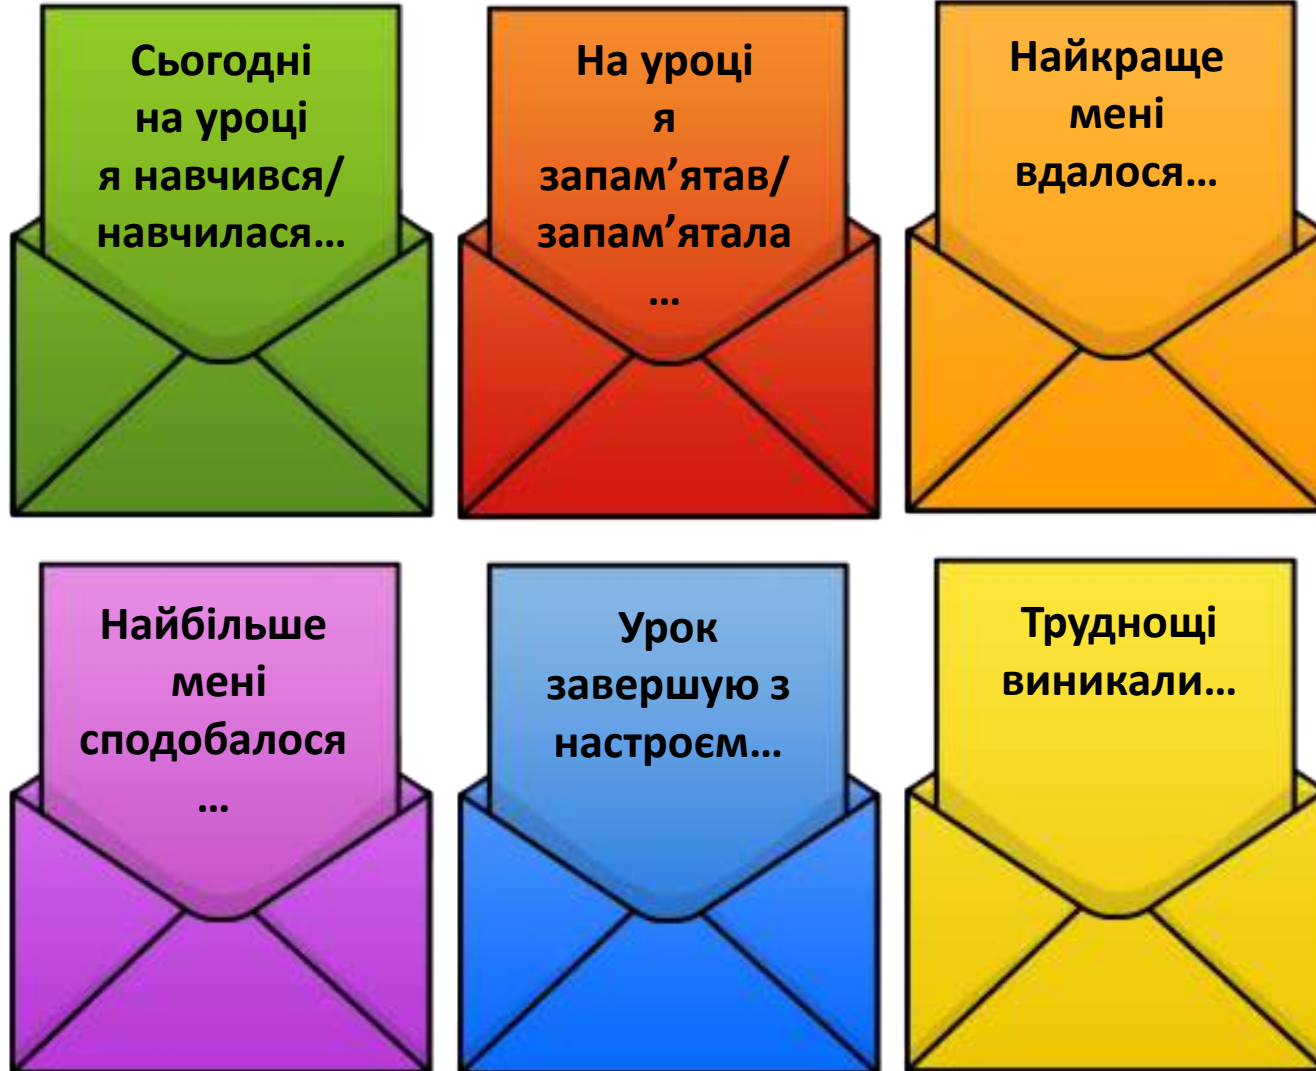 Сьогодні
на уроці
я навчився/
навчилася…
На уроці
я
запам’ятав/
запам’ятала
…
Найкраще
мені
вдалося…
Найбільше
мені
сподобалося
…
Урок
завершую з
настроєм…
Труднощі
виникали…